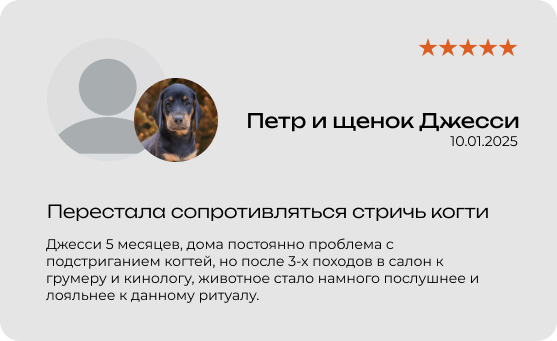 Петр и щенок Джесси
10.01.2025
Перестала сопротивляться стричь когти
Джесси 5 месяцев, дома постоянно проблема с
подстриганием когтей, но после 3-х походов в салон к
грумеру и кинологу, животное стало намного послушнее и
лояльнее к данному ритуалу.